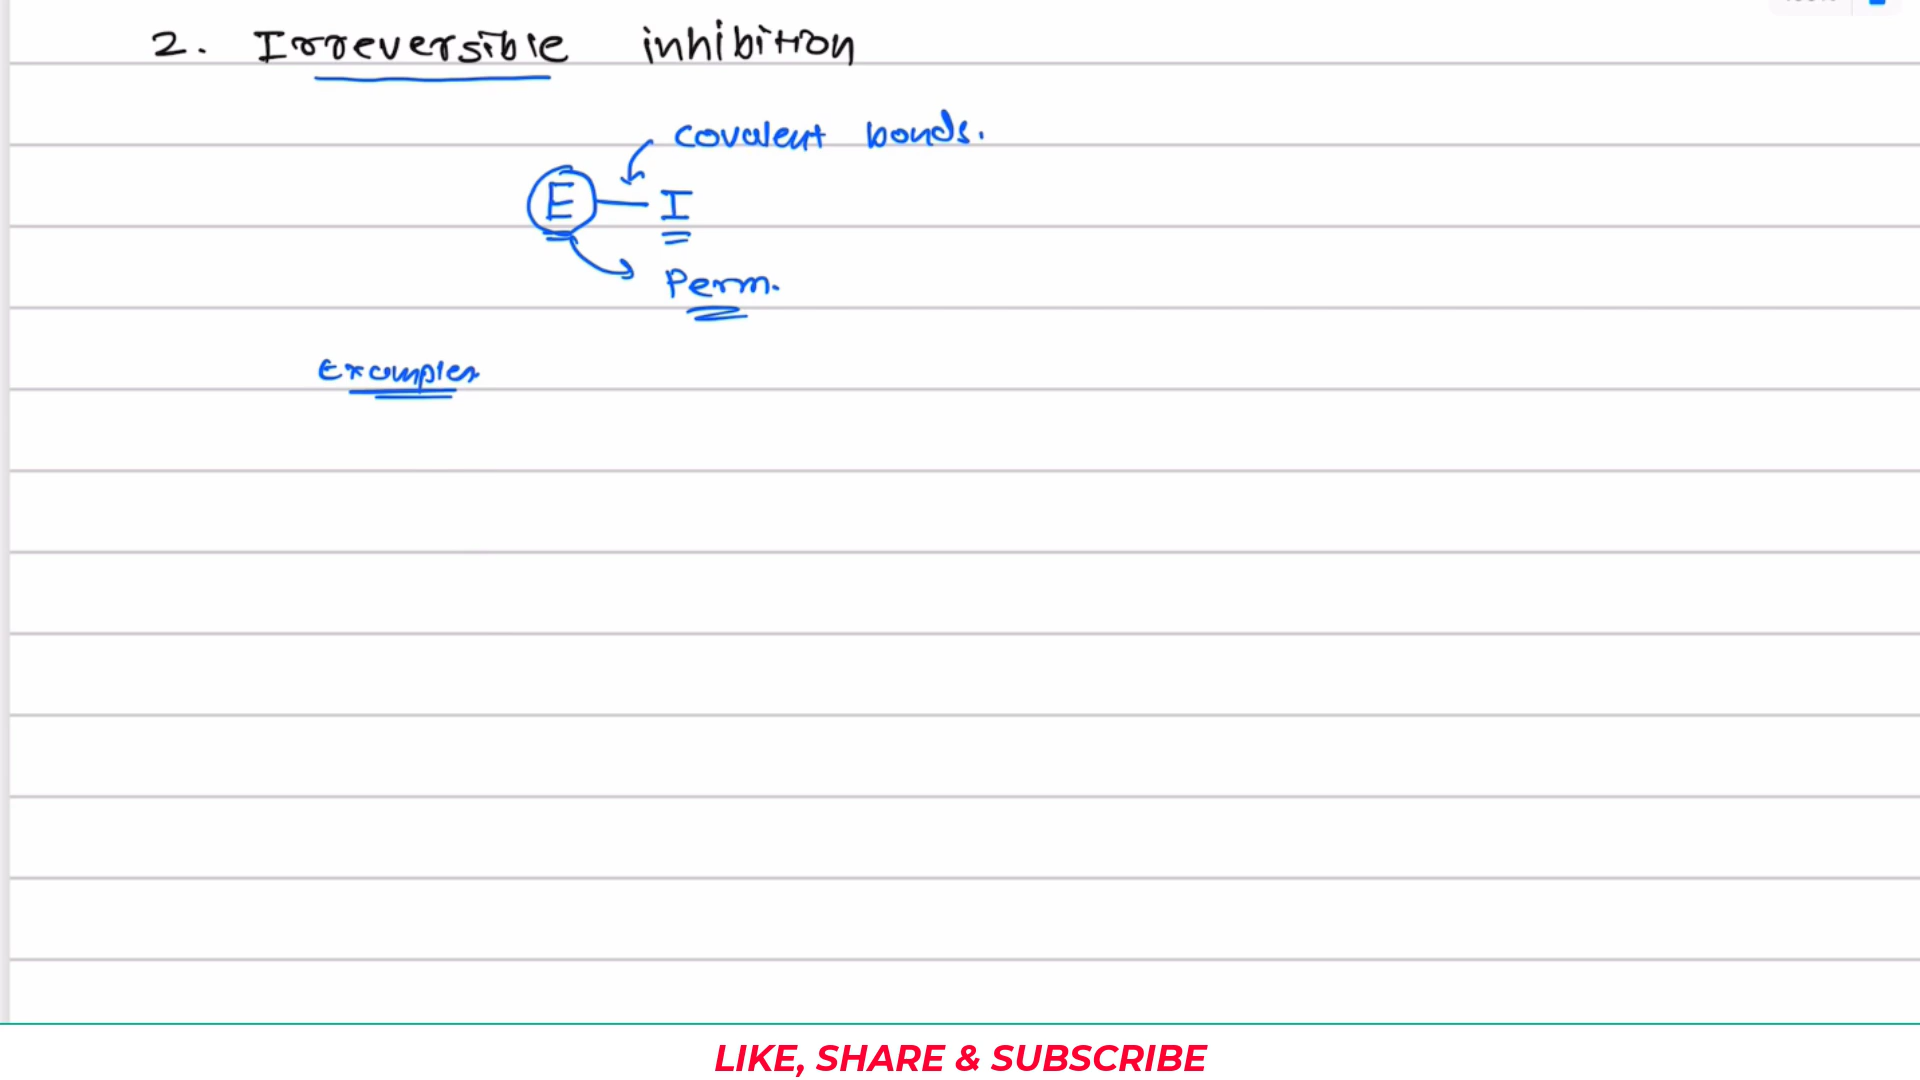 2. Irreversible inhibition
covalent bonds.
E — I
Perm.
Examples
LIKE, SHARE & SUBSCRIBE